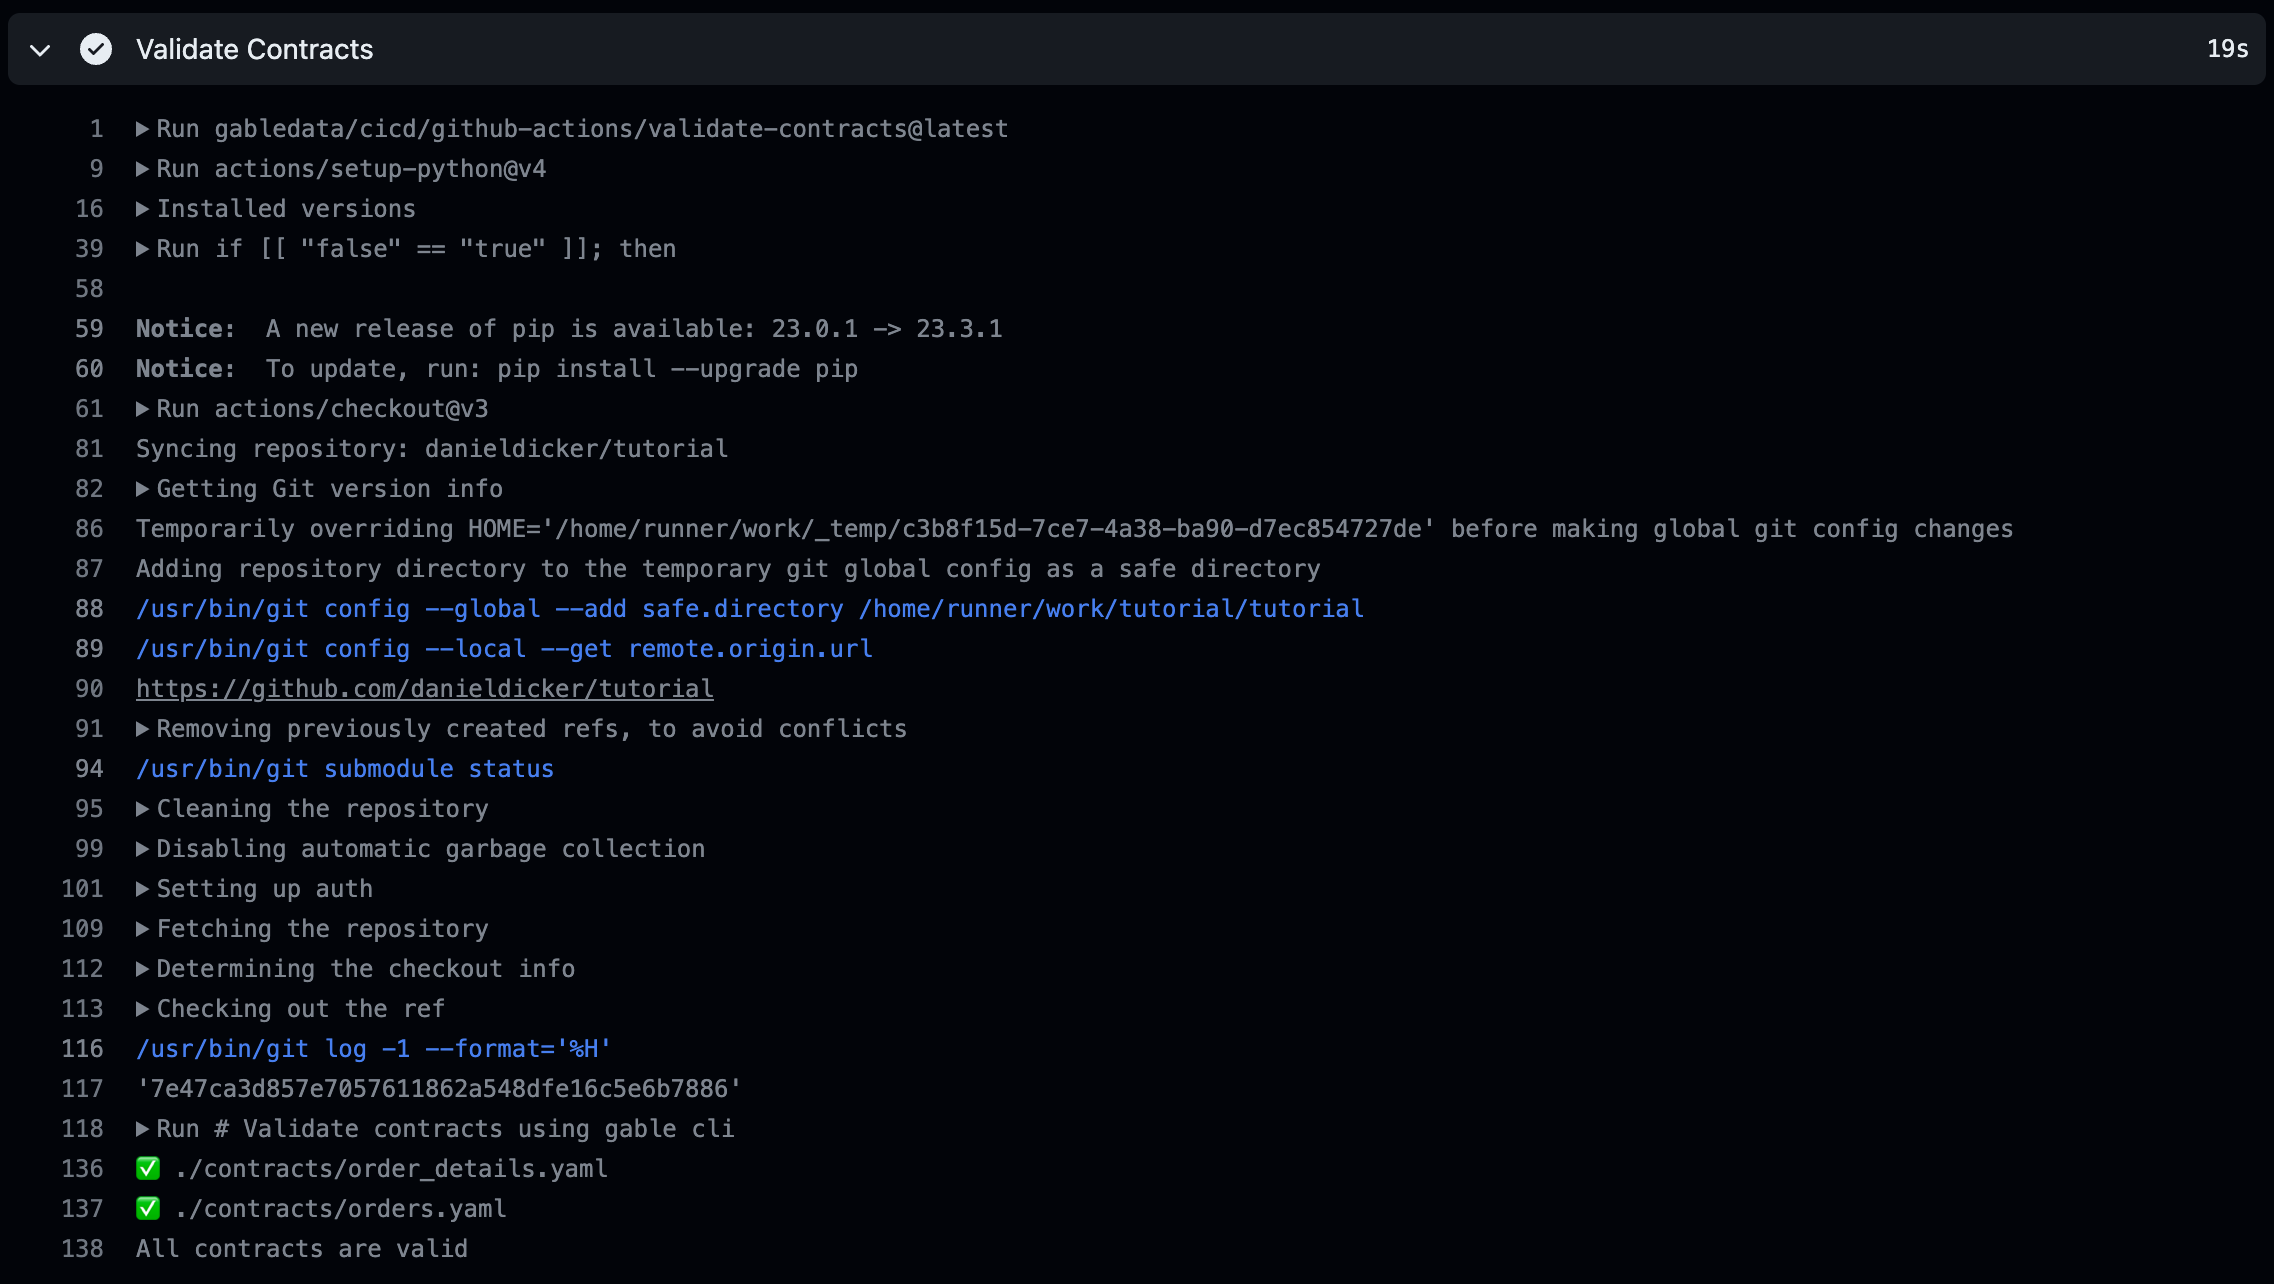 Validate Contracts 19s
1 Run gabledata/cicd/github-actions/validate-contracts@latest
9 Run actions/setup-python@v4
16 Installed versions
39 Run if [[ "false" == "true" ]]; then
58
59 Notice:  A new release of pip is available: 23.0.1 -> 23.3.1
60 Notice:  To update, run: pip install --upgrade pip
61 Run actions/checkout@v3
81 Syncing repository: danieldicker/tutorial
82 Getting Git version info
86 Temporarily overriding HOME='/home/runner/work/_temp/c3b8f15d-7ce7-4a38-ba90-d7ec854727de' before making global git config changes
87 Adding repository directory to the temporary git global config as a safe directory
88 /usr/bin/git config --global --add safe.directory /home/runner/work/tutorial/tutorial
89 /usr/bin/git config --local --get remote.origin.url
90 https://github.com/danieldicker/tutorial
91 Removing previously created refs, to avoid conflicts
94 /usr/bin/git submodule status
95 Cleaning the repository
99 Disabling automatic garbage collection
101 Setting up auth
109 Fetching the repository
112 Determining the checkout info
113 Checking out the ref
116 /usr/bin/git log -1 --format='%H'
117 '7e47ca3d857e7057611862a548dfe16c5e6b7886'
118 Run # Validate contracts using gable cli
136 ✅ ./contracts/order_details.yaml
137 ✅ ./contracts/orders.yaml
138 All contracts are valid